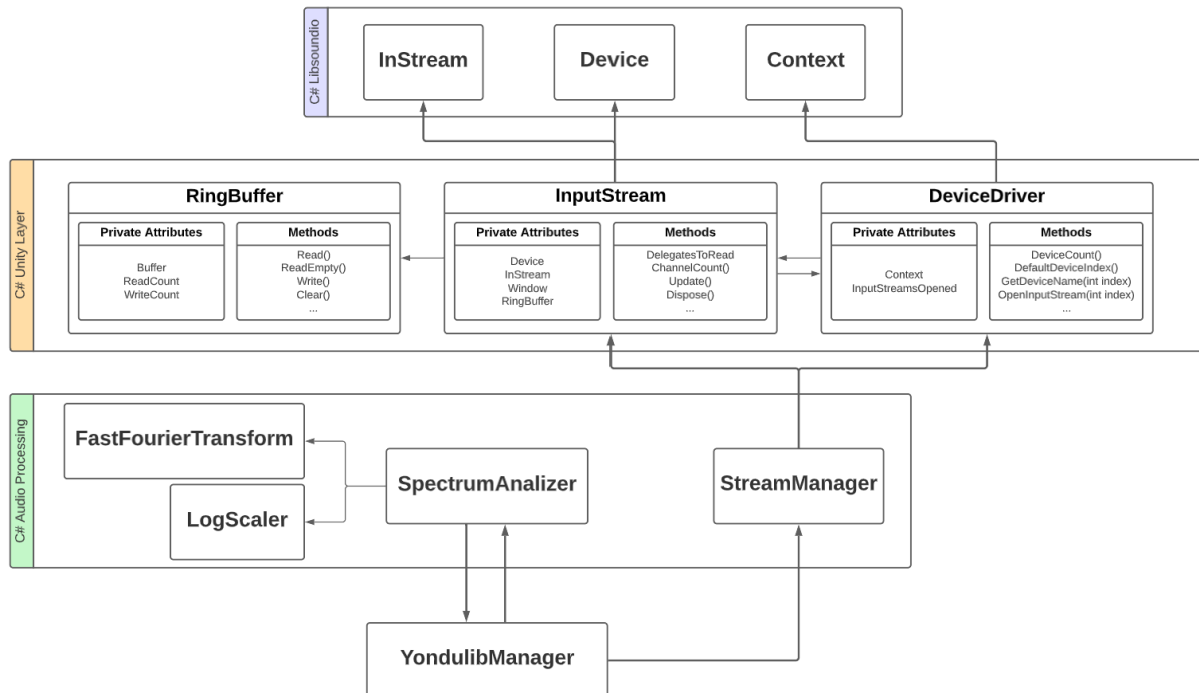 C# Libsoundio
InStream
Device
Context
C# Unity Layer
RingBuffer
Private Attributes
Buffer
ReadCount
WriteCount
Methods
Read()
ReadEmpty()
Write()
Clear()
...
InputStream
Private Attributes
Device
InStream
Window
RingBuffer
Methods
DelegatesToRead
ChannelCount()
Update()
Dispose()
...
DeviceDriver
Private Attributes
Context
InputStreamsOpened
Methods
DeviceCount()
DefaultDeviceIndex()
GetDeviceName(int index)
OpenInputStream(int index)
...
C# Audio Processing
FastFourierTransform
LogScaler
SpectrumAnalizer
StreamManager
YondulibManager